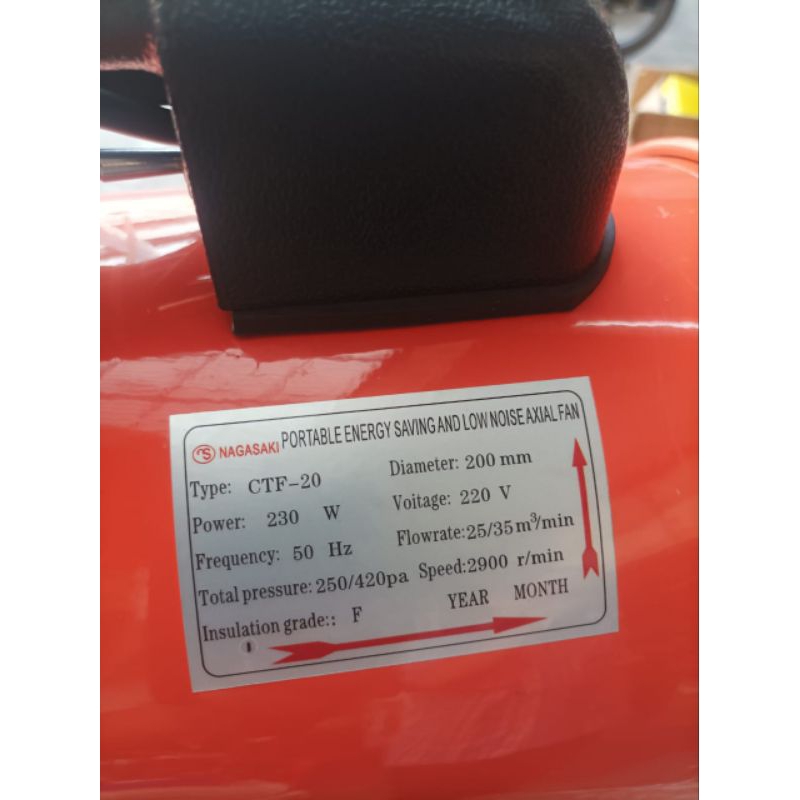 NAGASAKI PORTABLE ENERGY SAVING AND LOW NOISE AXIAL FAN
Type: CTF-20 Diameter: 200 mm
Power: 230 W Voitage: 220 V
Frequency: 50 Hz Flowrate: 25/35 m³/min
Total pressure: 250/420pa Speed: 2900 r/min
Insulation grade:: F YEAR MONTH